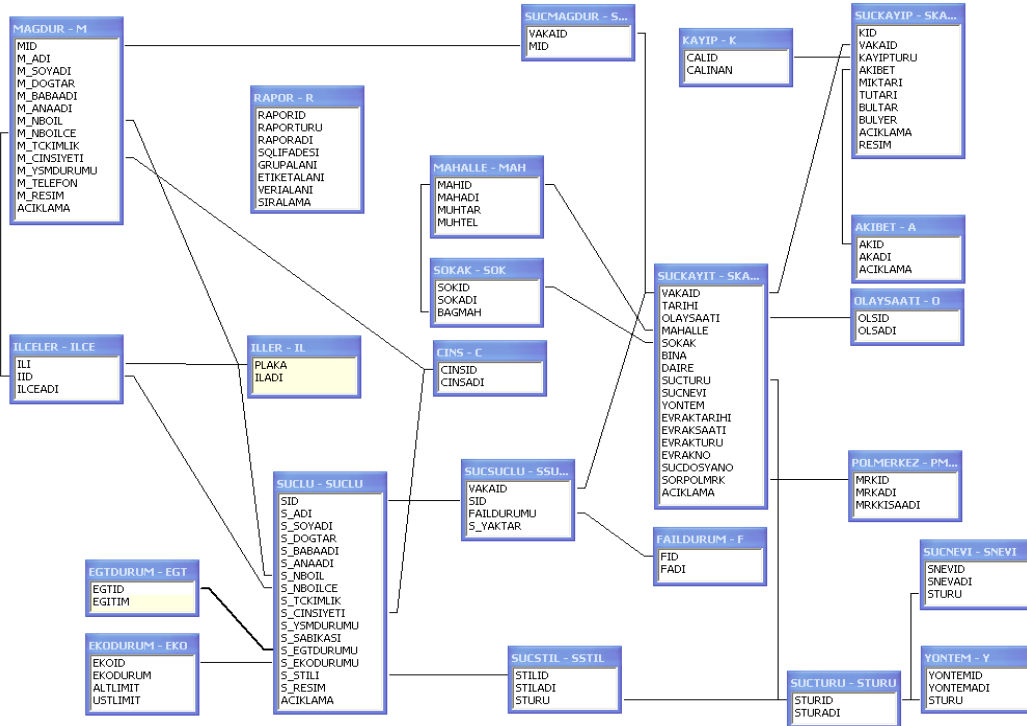 MAGDUR - M
MID
M_ADI
M_SOYADI
M_DOGTAR
M_BABAADI
M_ANAADI
M_NBOIL
M_NBOILCE
M_TCKIMLIK
M_CINSIYETI
M_YSMDURUMU
M_TELEFON
M_RESIM
ACIKLAMA
RAPOR - R
RAPORID
RAPORTURU
RAPORADI
SQLIFADESI
GRUPALANI
ETIKETALANI
VERIALANI
SIRALAMA
SUCMAGDUR - S...
VAKAID
MID
KAYIP - K
CALID
CALINAN
SUCKAYIP - SKA...
KID
VAKAID
KAYIPTURU
AKIBET
MIKTARI
TUTARI
BULTAR
BULYER
ACIKLAMA
RESIM
MAHALLE - MAH
MAHID
MAHADI
MUHTAR
MUHTEL
SOKAK - SOK
SOKID
SOKADI
BAGMAH
AKIBET - A
AKID
AKADI
ACIKLAMA
SUCKAYIT - SKA...
VAKAID
TARIHI
OLAYSAATI
MAHALLE
SOKAK
BINA
DAIRE
SUCTURU
SUCNEVI
YONTEM
EVRAKTARIHI
EVRAKSAATI
EVRAKTURU
EVRAKNO
SUCDOSYANO
SORPOLMRK
ACIKLAMA
OLAYSAATI - O
OLSID
OLSADI
ILCELER - ILCE
ILI
IID
ILCEADI
ILLER - IL
PLAKA
ILADI
CINS - C
CINSID
CINSADI
SUCLU - SUCLU
SID
S_ADI
S_SOYADI
S_DOGTAR
S_BABAADI
S_ANAADI
S_NBOIL
S_NBOILCE
S_TCKIMLIK
S_CINSIYETI
S_YSMDURUMU
S_SABIKASI
S_EGTDURUMU
S_EKODURUMU
S_STILI
S_RESIM
ACIKLAMA
SUCSUCLU - SSU...
VAKAID
SID
FAILDURUMU
S_YAKTAR
POLMERKEZ - PM...
MRKID
MRKADI
MRKKISAADI
FAILDURUM - F
FID
FADI
EGTDURUM - EGT
EGTID
EGITIM
EKODURUM - EKO
EKOID
EKODURUM
ALTLIMIT
USTLIMIT
SUCSTIL - SSTIL
STILID
STILADI
STURU
SUCTURU - STURU
STURID
STURADI
SUCNEVI - SNEVI
SNEVID
SNEVADI
STURU
YONTEM - Y
YONTEMID
YONTEMADI
STURU